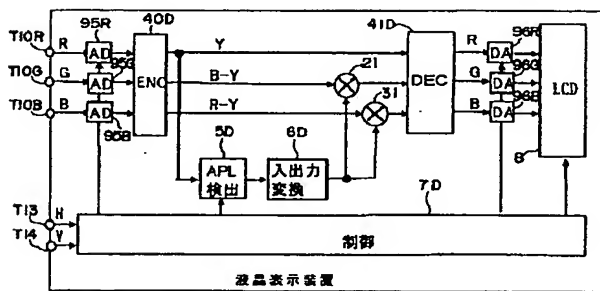 95R 40D 41D 96R
T10R R AD ENC Y DEC R DA LCD
T10G G AD 95G B-Y 21 G DA 96G
T10B B AD 95B R-Y 31 B DA 96B
5D 6D 8
APL
検出
入出力
変換
7D
T13 H
T14 V
制御
液晶表示装置